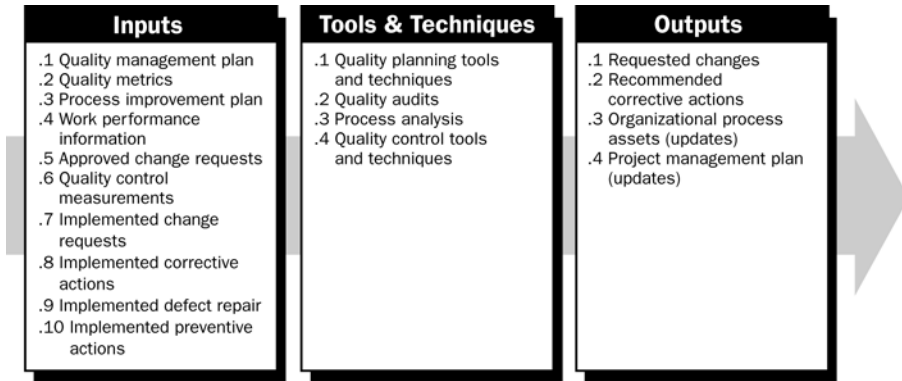 Inputs
.1 Quality management plan
.2 Quality metrics
.3 Process improvement plan
.4 Work performance
information
.5 Approved change requests
.6 Quality control
measurements
.7 Implemented change
requests
.8 Implemented corrective
actions
.9 Implemented defect repair
.10 Implemented preventive
actions
Tools & Techniques
.1 Quality planning tools
and techniques
.2 Quality audits
.3 Process analysis
.4 Quality control tools
and techniques
Outputs
.1 Requested changes
.2 Recommended
corrective actions
.3 Organizational process
assets (updates)
.4 Project management plan
(updates)